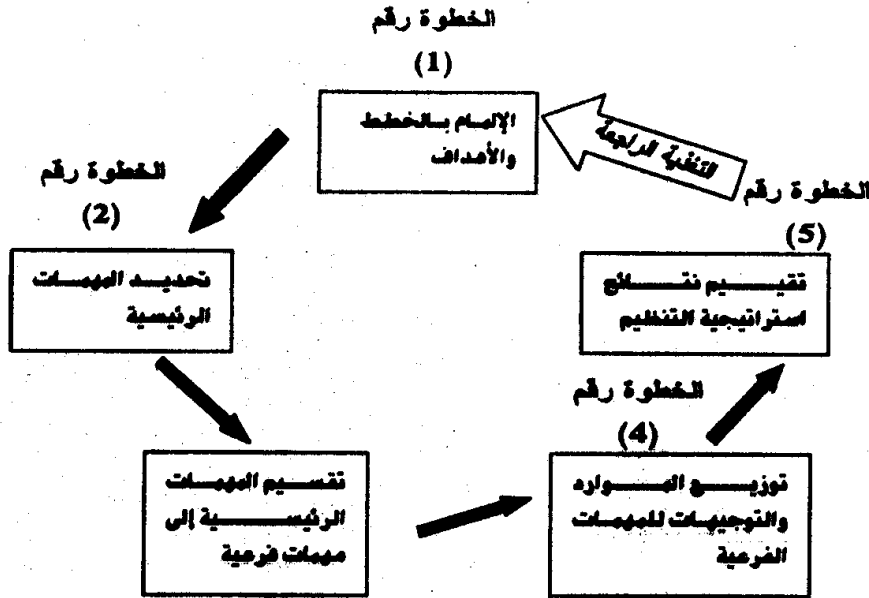 الخطوة رقم
(1)
الإلمام بالخطط
والأهداف
الخطوة رقم
(2)
تحديد المهمات
الرئيسية
تقسيم المهمات
الرئيسية إلى
مهمات فرعية
الخطوة رقم
(4)
توزيع الموارد
والتوجيهات للمهمات
الفرعية
الخطوة رقم
(5)
تقييم نتائج
استراتيجية التنظيم
التغذية الراجعة